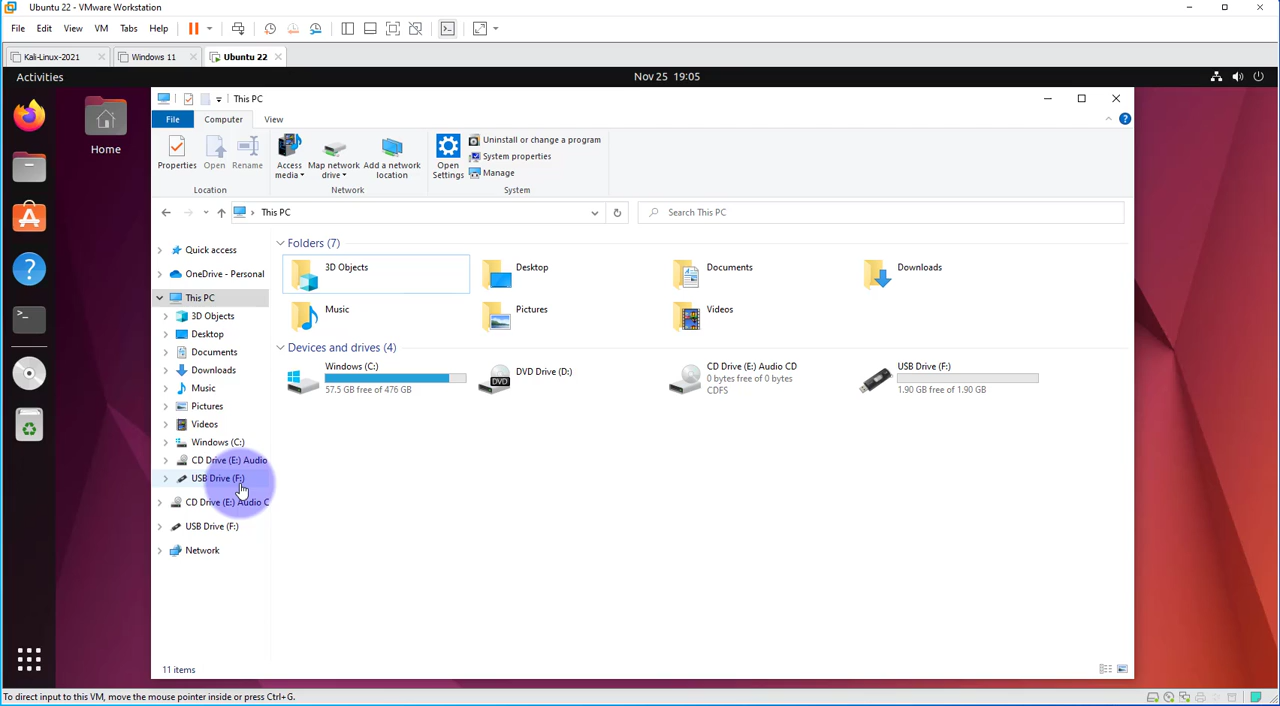 Ubuntu 22 - VMware Workstation
File Edit View VM Tabs Help
Kali-Linux-2021 Windows 11 Ubuntu 22
Activities Nov 25 19:05
This PC
File Computer View
Properties Open Rename Access media Map network drive Add a network location Open Settings Uninstall or change a program
System properties
Manage
Location Network System
This PC Search This PC
Home
Quick access
OneDrive - Personal
This PC
3D Objects
Desktop
Documents
Downloads
Music
Pictures
Videos
Windows (C:)
CD Drive (E:) Audio
USB Drive (F:)
CD Drive (E:) Audio C
USB Drive (F:)
Network
Folders (7)
3D Objects Desktop Documents Downloads
Music Pictures Videos
Devices and drives (4)
Windows (C:)
57.5 GB free of 476 GB
DVD Drive (D:)
DVD
CD Drive (E:) Audio CD
0 bytes free of 0 bytes
CDFS
USB Drive (F:)
1.90 GB free of 1.90 GB
11 items
To direct input to this VM, move the mouse pointer inside or press Ctrl+G.